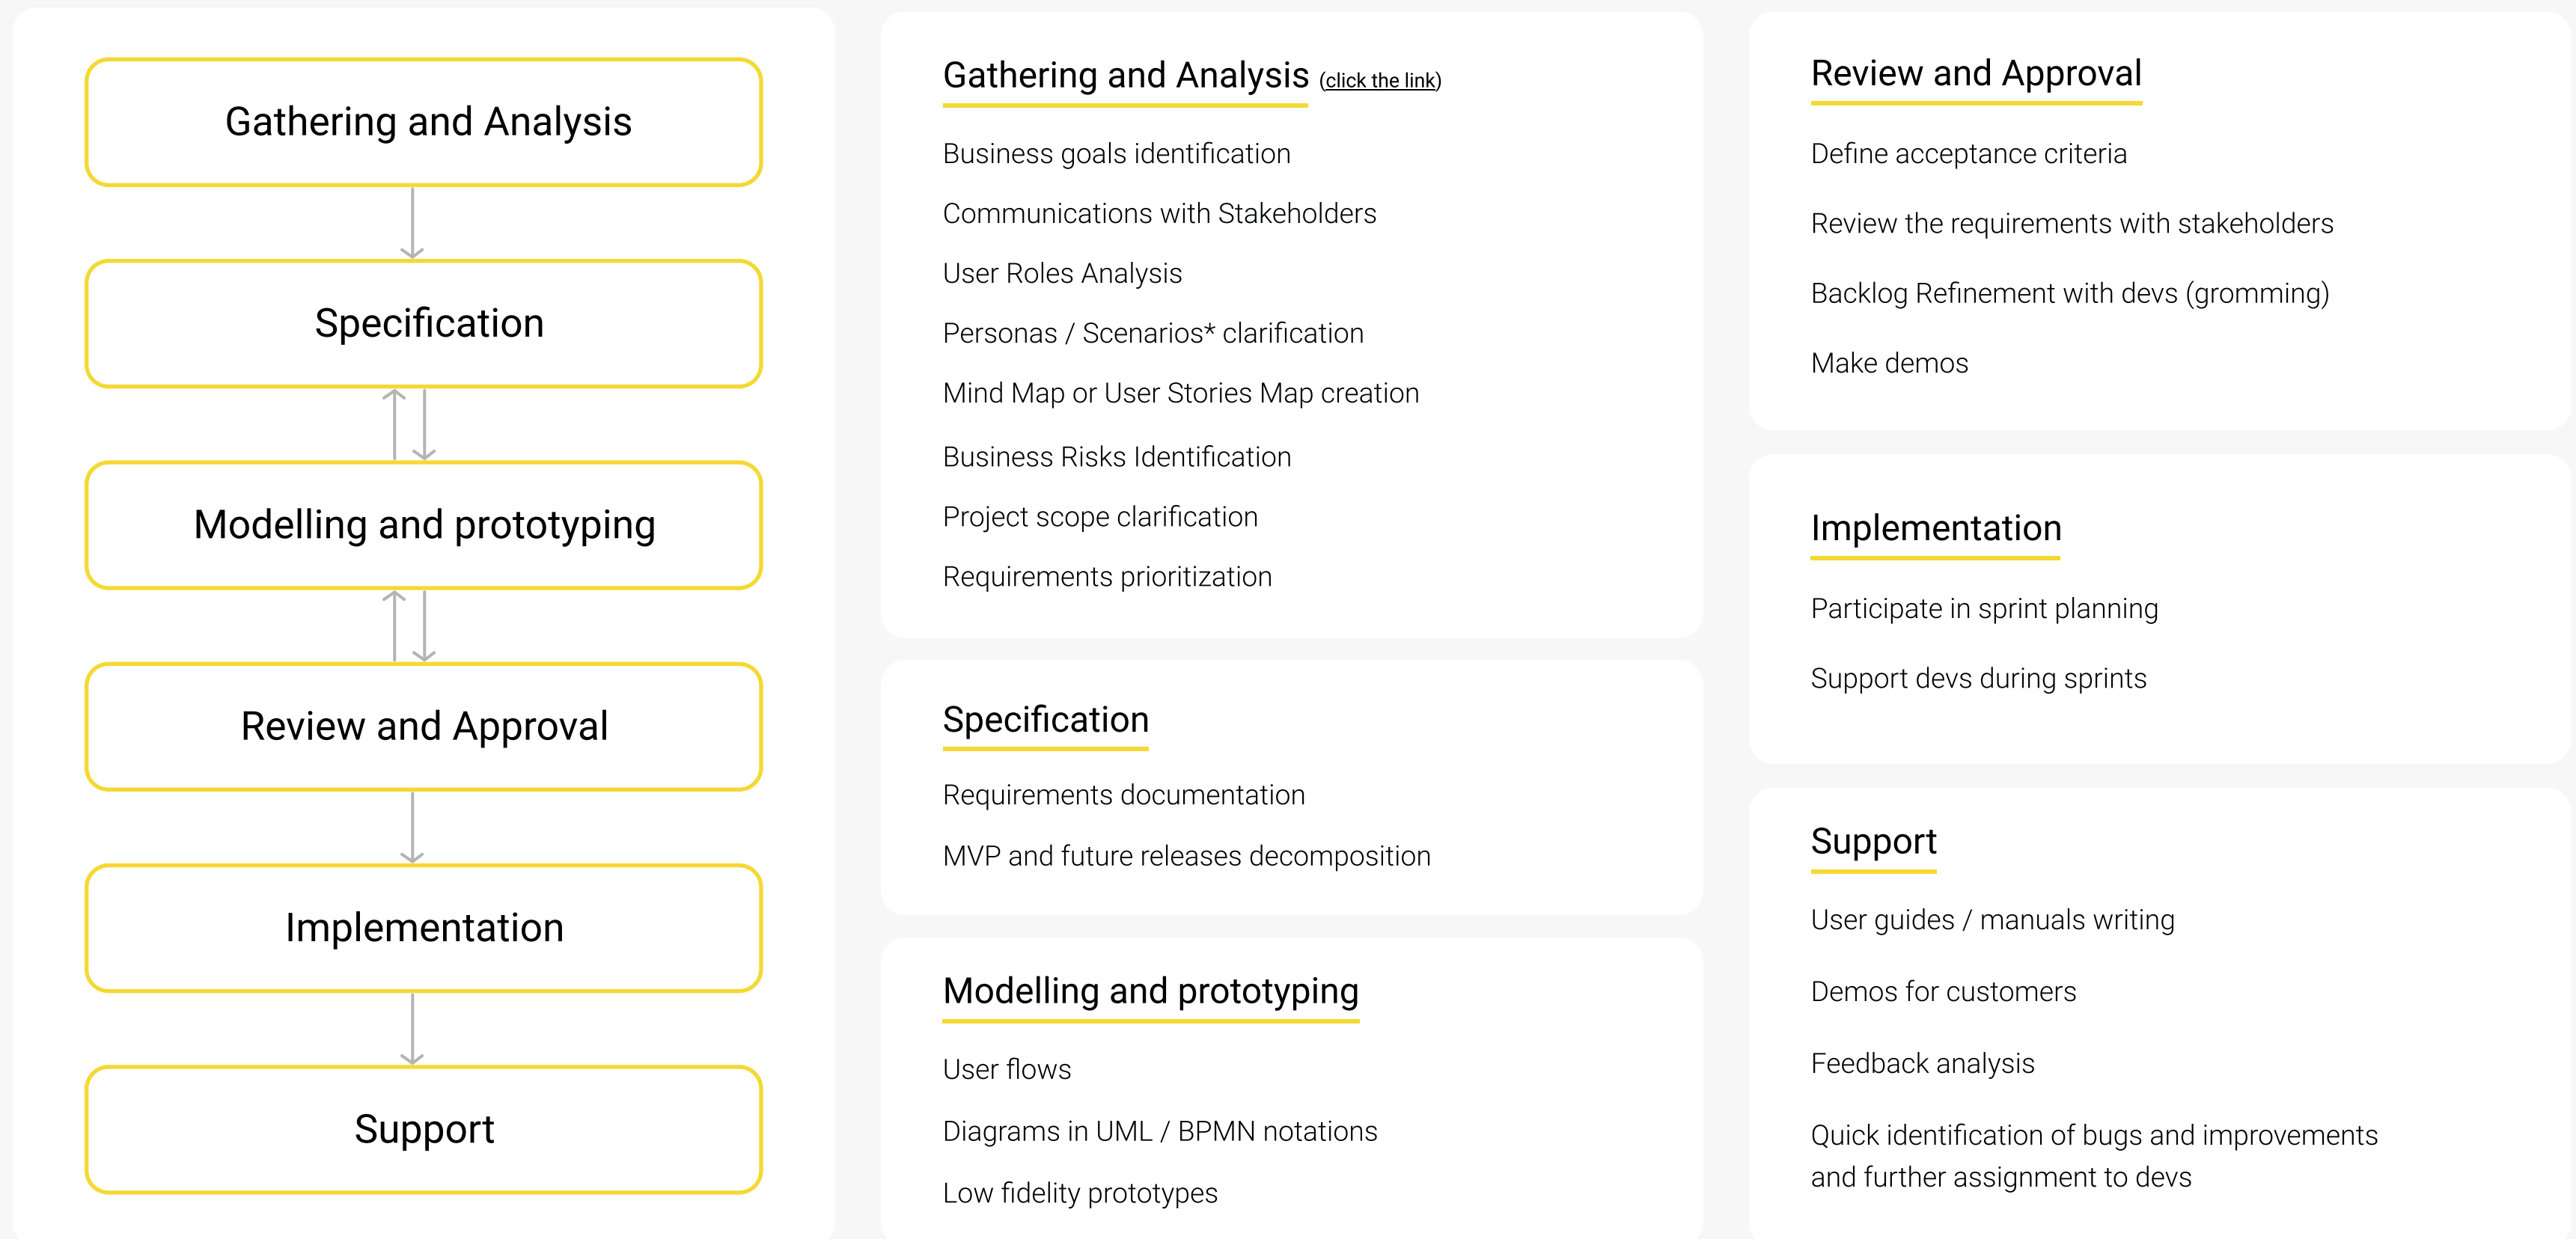 Gathering and Analysis
Specification
Modelling and prototyping
Review and Approval
Implementation
Support
Gathering and Analysis (click the link)
Business goals identification
Communications with Stakeholders
User Roles Analysis
Personas / Scenarios* clarification
Mind Map or User Stories Map creation
Business Risks Identification
Project scope clarification
Requirements prioritization
Specification
Requirements documentation
MVP and future releases decomposition
Modelling and prototyping
User flows
Diagrams in UML / BPMN notations
Low fidelity prototypes
Review and Approval
Define acceptance criteria
Review the requirements with stakeholders
Backlog Refinement with devs (gromming)
Make demos
Implementation
Participate in sprint planning
Support devs during sprints
Support
User guides / manuals writing
Demos for customers
Feedback analysis
Quick identification of bugs and improvements
and further assignment to devs